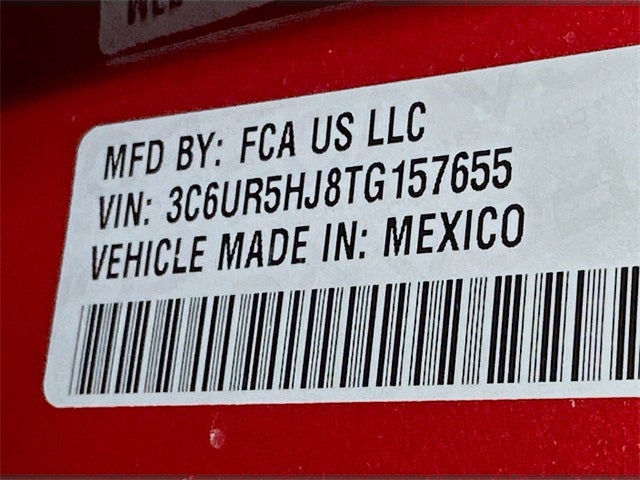 MFD BY: FCA US LLC
VIN: 3C6UR5HJ8TG157655
VEHICLE MADE IN: MEXICO